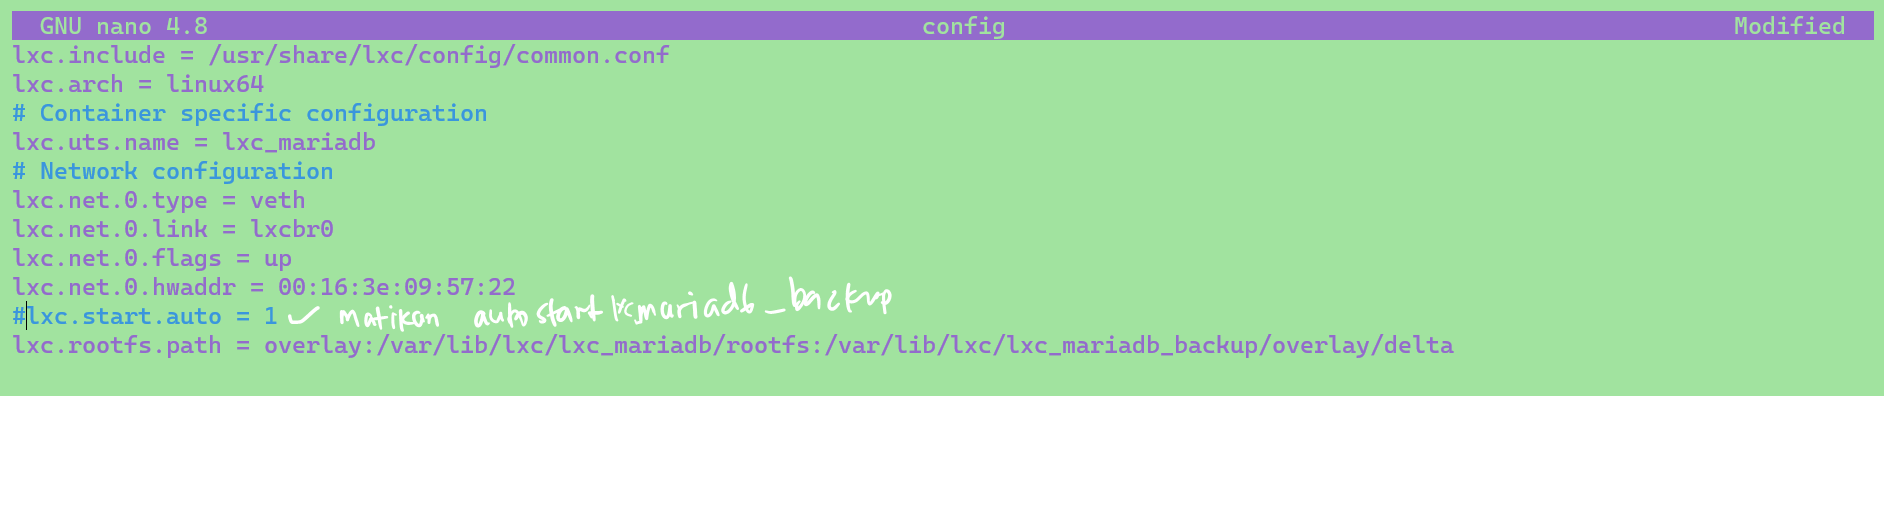 GNU nano 4.8 config Modified
lxc.include = /usr/share/lxc/config/common.conf
lxc.arch = linux64
# Container specific configuration
lxc.uts.name = lxc_mariadb
# Network configuration
lxc.net.0.type = veth
lxc.net.0.link = lxcbr0
lxc.net.0.flags = up
lxc.net.0.hwaddr = 00:16:3e:09:57:22
#lxc.start.auto = 1 ✓ matikan autostart lxc_mariadb_backup
lxc.rootfs.path = overlay:/var/lib/lxc/lxc_mariadb/rootfs:/var/lib/lxc/lxc_mariadb_backup/overlay/delta